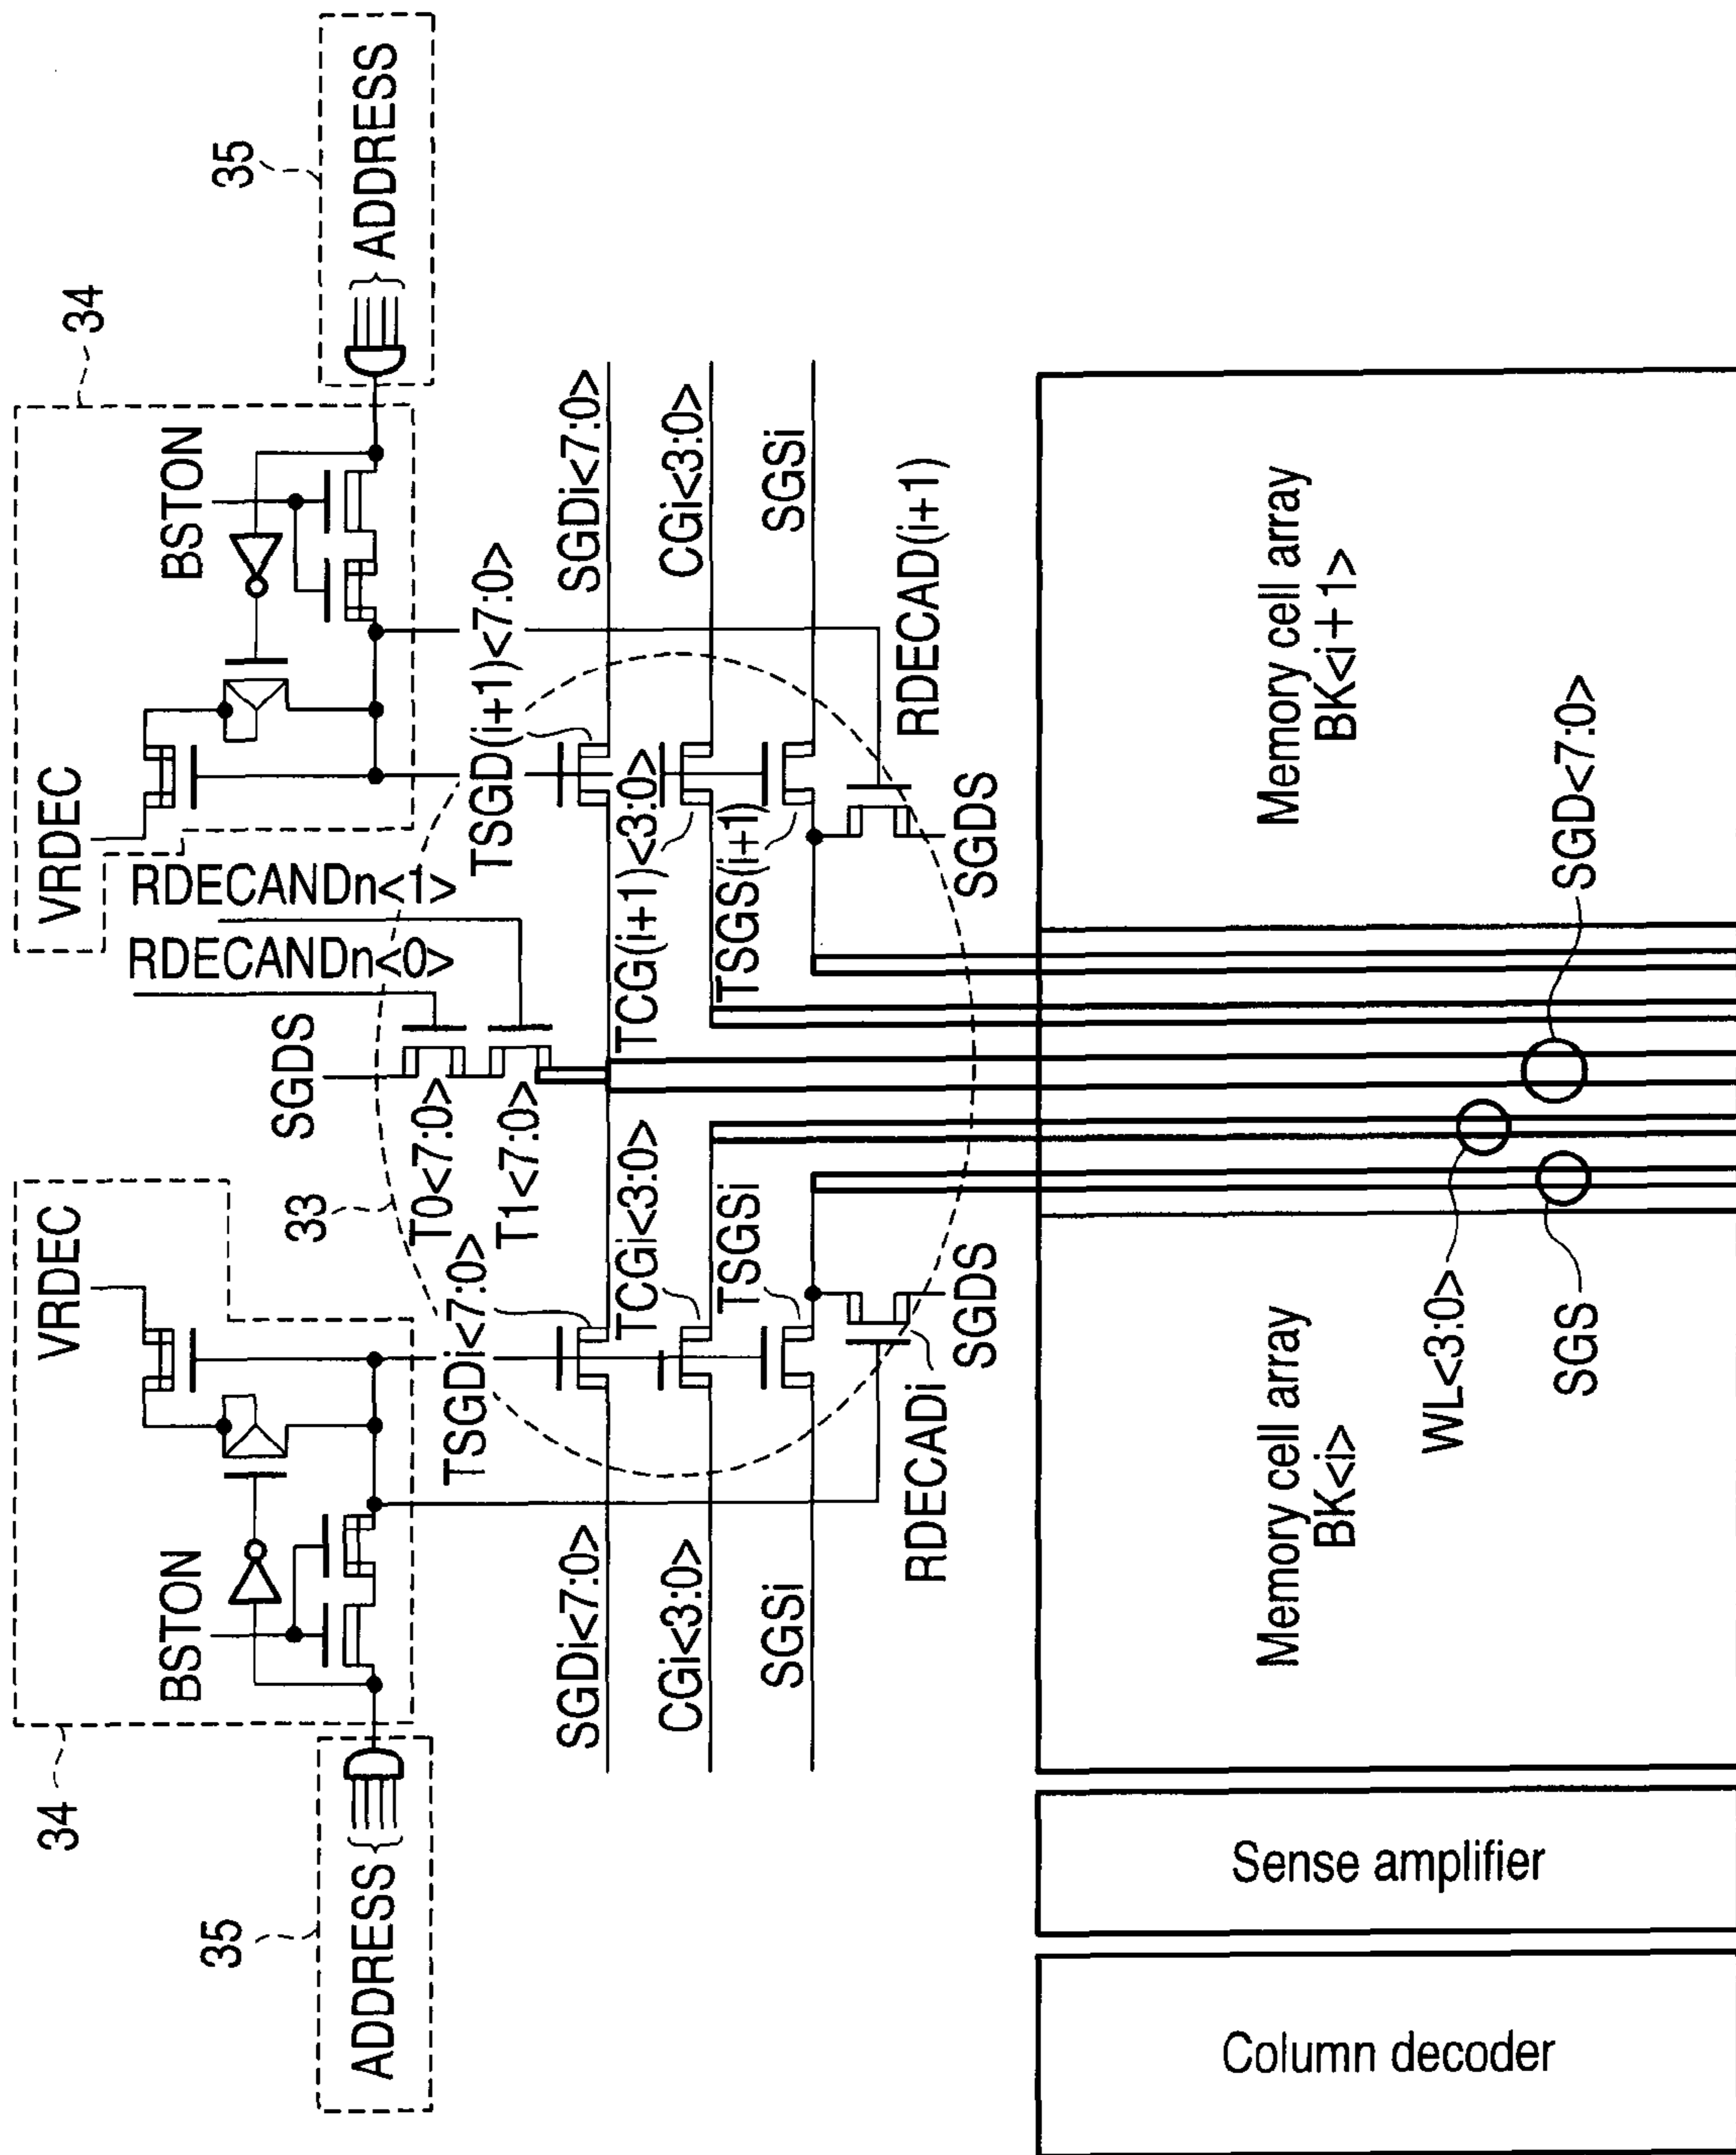 35
ADDRESS
34
BSTON
VRDEC
RDECANDn<1>
RDECANDn<0>
SGDS
T0<7:0>
T1<7:0>
33
VRDEC
BSTON
34
35
ADDRESS
TSGD(i+1)<7:0>
SGDi<7:0>
TCG(i+1)<3:0>
CGi<3:0>
TSGS(i+1)
SGSi
RDECAD(i+1)
SGDS
TSGDi<7:0>
SGDi<7:0>
TCGi<3:0>
CGi<3:0>
TSGSi
SGSi
RDECADi
SGDS
Memory cell array
BK<i+1>
SGD<7:0>
WL<3:0>
SGS
Memory cell array
BK<i>
Sense amplifier
Column decoder